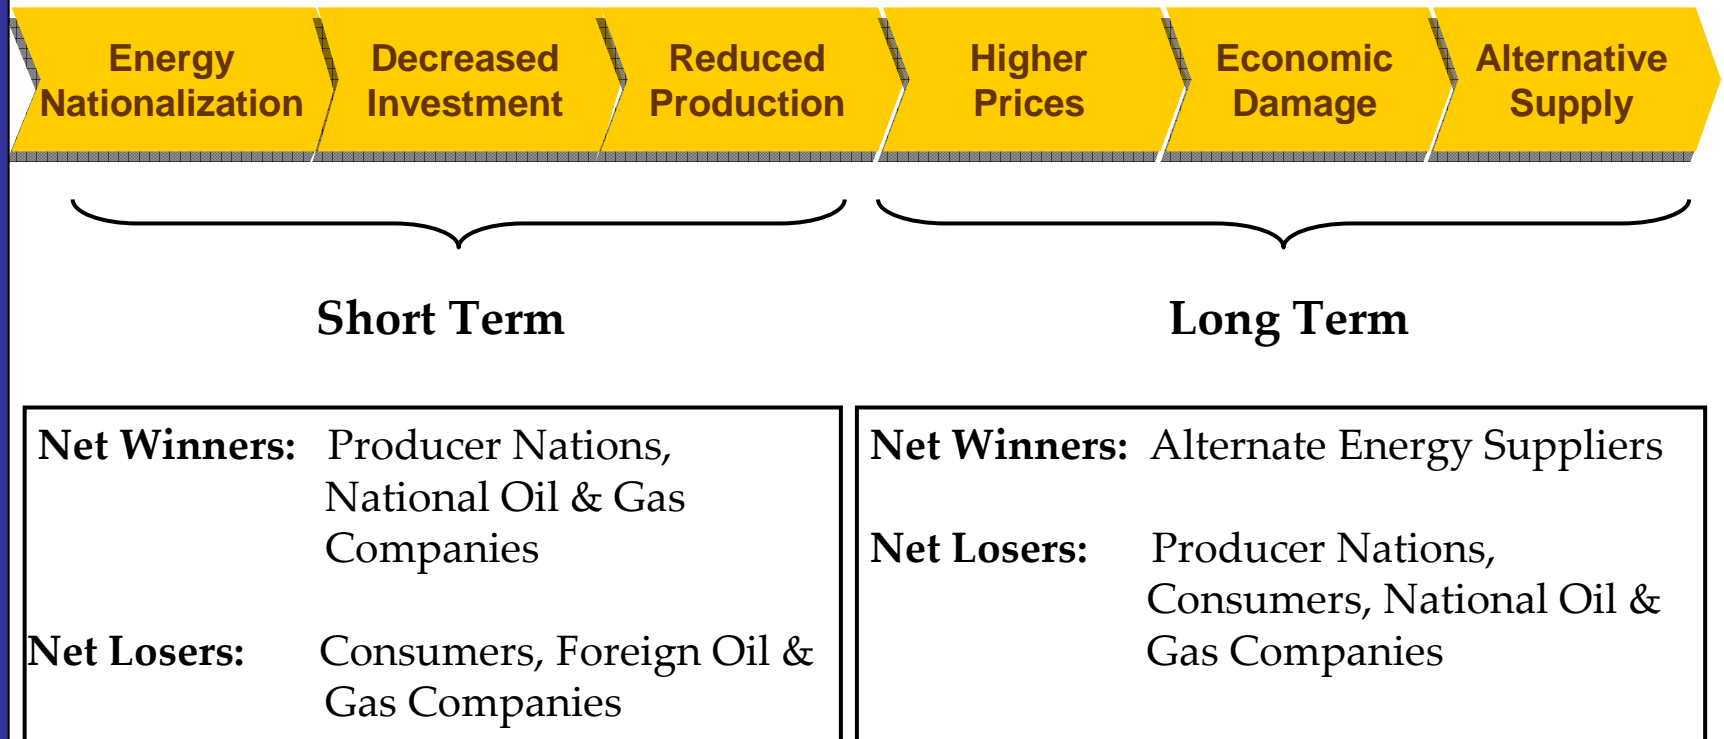 Energy
Nationalization
Decreased
Investment
Reduced
Production
Higher
Prices
Economic
Damage
Alternative
Supply
Short Term
Long Term
Net Winners: Producer Nations,
National Oil & Gas
Companies
Net Losers: Consumers, Foreign Oil &
Gas Companies
Net Winners: Alternate Energy Suppliers
Net Losers: Producer Nations,
Consumers, National Oil &
Gas Companies